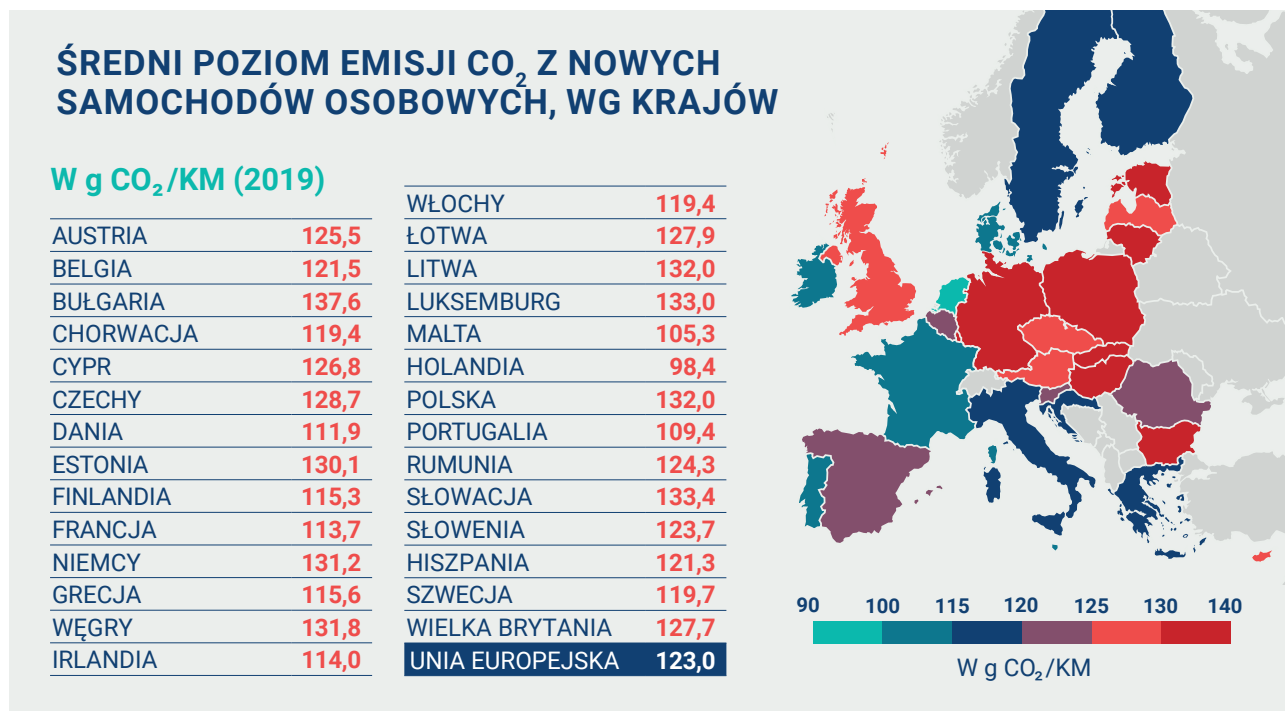 ŚREDNI POZIOM EMISJI CO₂ Z NOWYCH
SAMOCHODÓW OSOBOWYCH, WG KRAJÓW
W g CO₂/KM (2019)
AUSTRIA 125,5
BELGIA 121,5
BUŁGARIA 137,6
CHORWACJA 119,4
CYPR 126,8
CZECHY 128,7
DANIA 111,9
ESTONIA 130,1
FINLANDIA 115,3
FRANCJA 113,7
NIEMCY 131,2
GRECJA 115,6
WĘGRY 131,8
IRLANDIA 114,0
WŁOCHY 119,4
ŁOTWA 127,9
LITWA 132,0
LUKSEMBURG 133,0
MALTA 105,3
HOLANDIA 98,4
POLSKA 132,0
PORTUGALIA 109,4
RUMUNIA 124,3
SŁOWACJA 133,4
SŁOWENIA 123,7
HISZPANIA 121,3
SZWECJA 119,7
WIELKA BRYTANIA 127,7
UNIA EUROPEJSKA 123,0
90 100 115 120 125 130 140
W g CO₂/KM